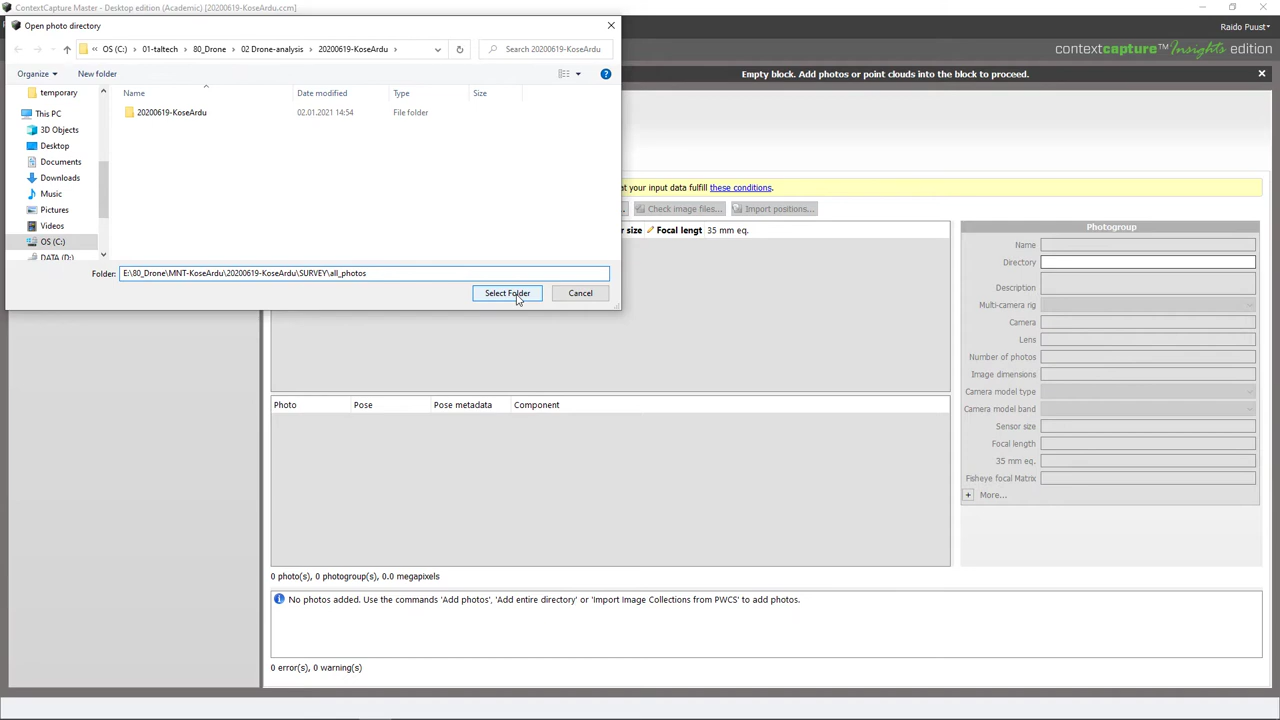 ContextCapture Master - Desktop edition (Academic) [20200619-KoseArdu.ccm]
Open photo directory
Raido Puust
OS (C:) 01-taltech 80_Drone 02 Drone-analysis 20200619-KoseArdu
Search 20200619-KoseArdu
contextcapture™ Insights edition
Organize New folder
Empty block. Add photos or point clouds into the block to proceed.
temporary
Name Date modified Type Size
This PC
20200619-KoseArdu 02.01.2021 14:54 File folder
3D Objects
Desktop
Documents
Downloads
Music
Pictures
Videos
OS (C:)
DATA (D:)
Folder: E:\80_Drone\MNT-KoseArdu\20200619-KoseArdu\SURVEY\all_photos
Select Folder Cancel
at your input data fulfill these conditions.
... Check image files... Import positions...
r size Focal lengt 35 mm eq.
Photogroup
Name
Directory
Description
Multi-camera rig
Camera
Lens
Number of photos
Image dimensions
Camera model type
Camera model band
Sensor size
Focal length
35 mm eq.
Fisheye focal Matrix
+ More...
Photo Pose Pose metadata Component
0 photo(s), 0 photogroup(s), 0.0 megapixels
No photos added. Use the commands 'Add photos', 'Add entire directory' or 'Import Image Collections from PWCS' to add photos.
0 error(s), 0 warning(s)